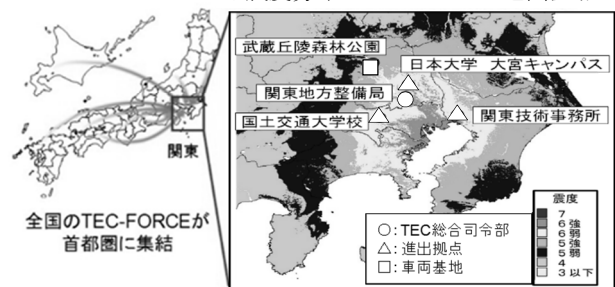 武蔵丘陵森林公園
日本大学 大宮キャンパス
関東地方整備局
国土交通大学校
関東技術事務所
関東
全国のTEC-FORCEが
首都圏に集結
○:TEC総合司令部
△:進出拠点
□:車両基地
震度
7
6強
6弱
5強
5弱
4
3以下